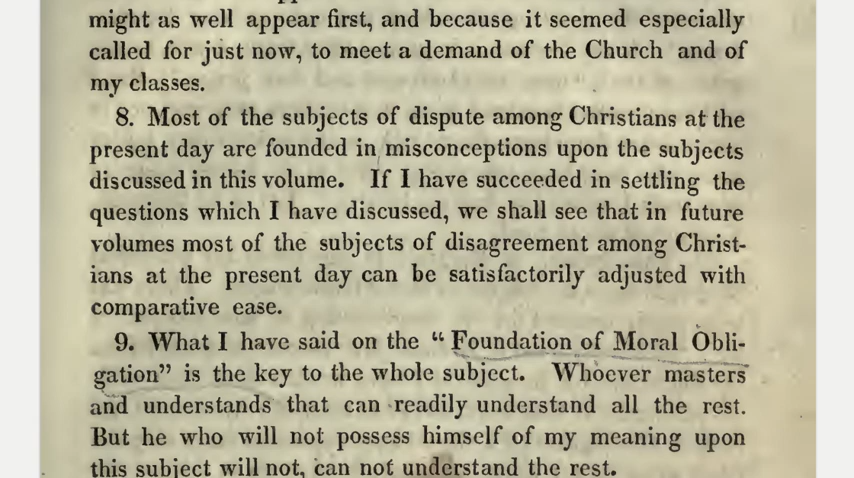 might as well appear first, and because it seemed especially
called for just now, to meet a demand of the Church and of
my classes.
8. Most of the subjects of dispute among Christians at the
present day are founded in misconceptions upon the subjects
discussed in this volume. If I have succeeded in settling the
questions which I have discussed, we shall see that in future
volumes most of the subjects of disagreement among Christ-
ians at the present day can be satisfactorily adjusted with
comparative ease.
9. What I have said on the “ Foundation of Moral Obli-
gation” is the key to the whole subject. Whoever masters
and understands that can readily understand all the rest.
But he who will not possess himself of my meaning upon
this subject will not, can not understand the rest.